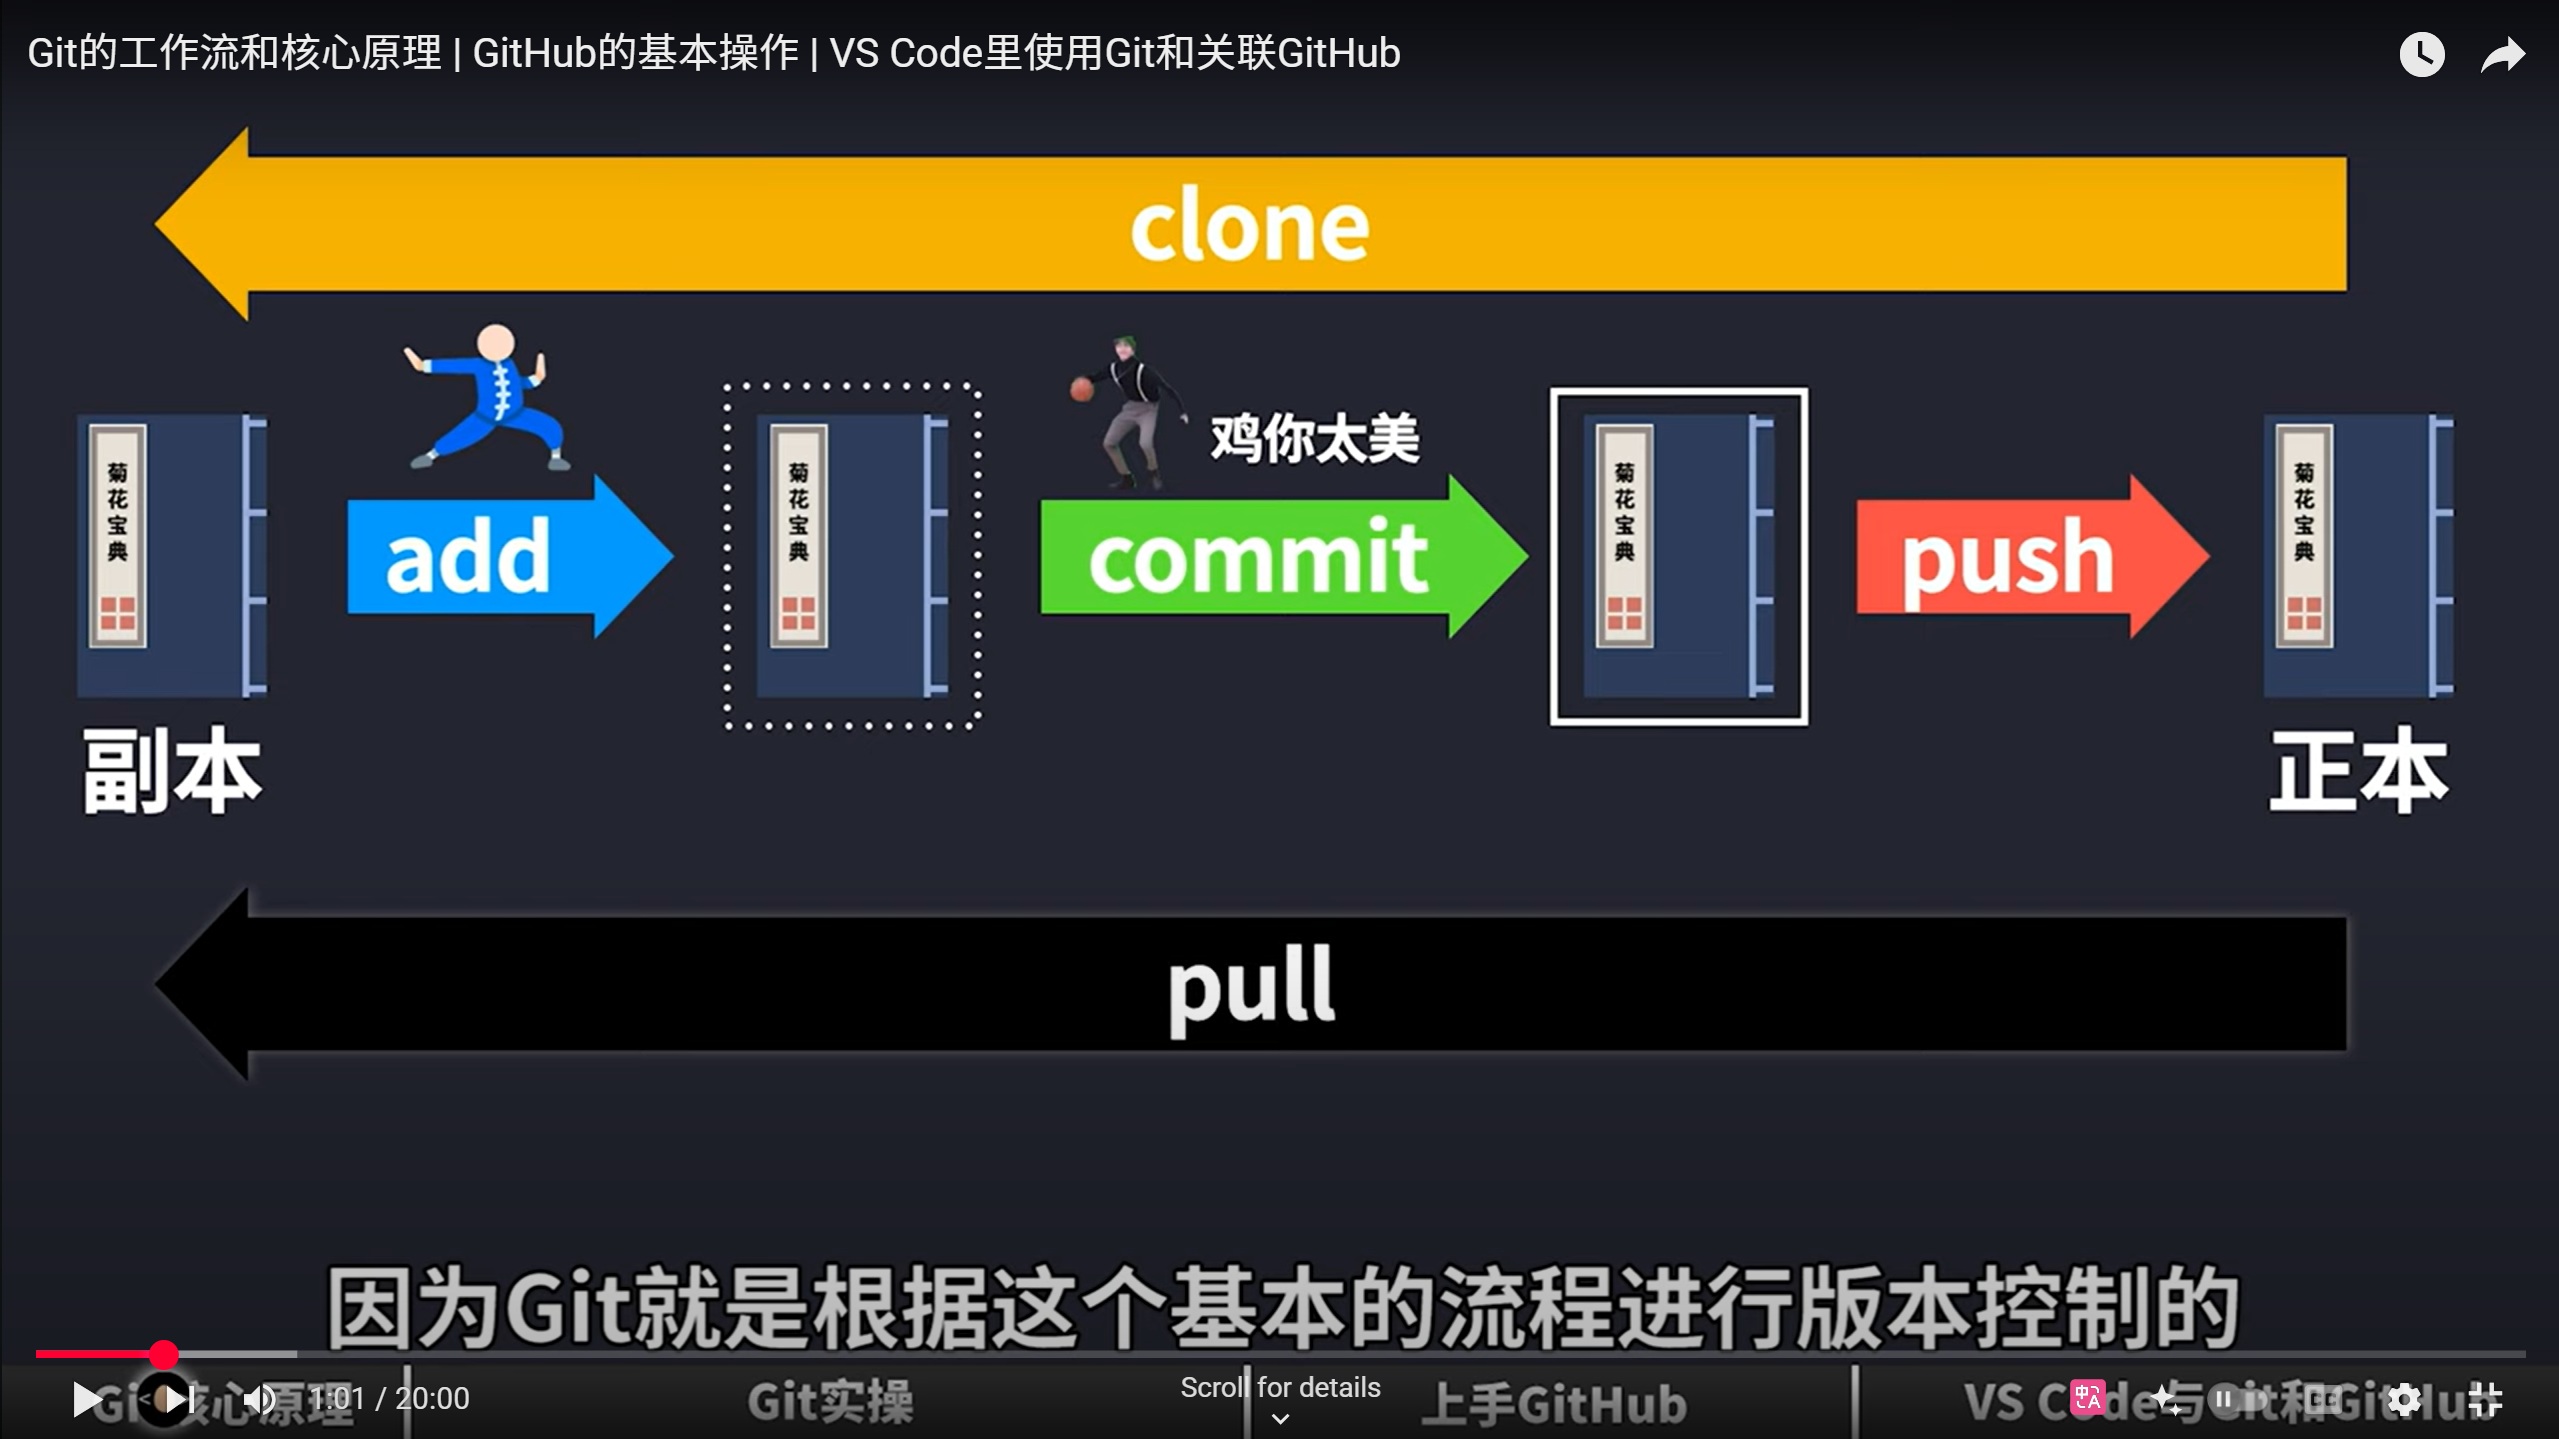 Git的工作流和核心原理 | GitHub的基本操作 | VS Code里使用Git和关联GitHub
clone
鸡你太美
菊花宝典
add
菊花宝典
commit
菊花宝典
push
菊花宝典
副本
正本
pull
因为Git就是根据这个基本的流程进行版本控制的
Git核心原理
1:01 / 20:00
Git实操
Scroll for details
上手GitHub
VS Code与Git和GitHub